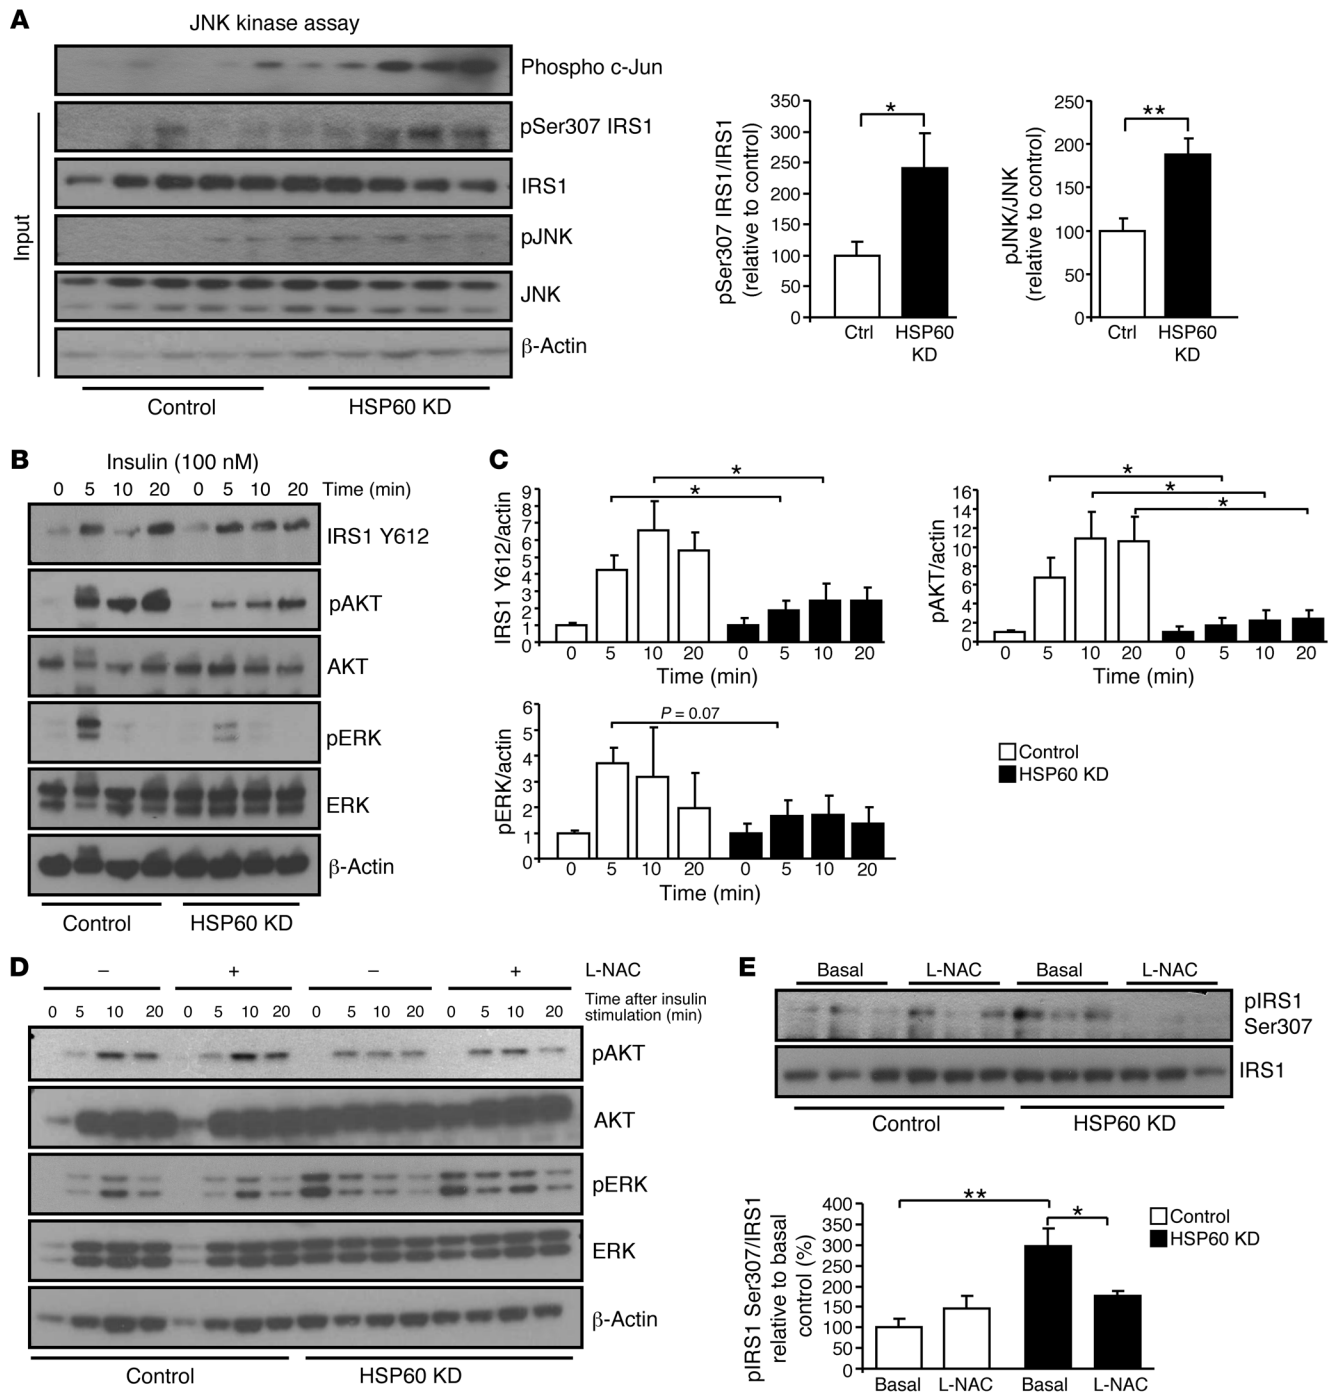 A
JNK kinase assay
Phospho c-Jun
pSer307 IRS1
IRS1
pJNK
JNK
β-Actin
Input
Control HSP60 KD
pSer307 IRS1/IRS1
(relative to control)
350
300
250
200
150
100
50
0
*
Ctrl HSP60
KD
pJNK/JNK
(relative to control)
250
200
150
100
50
0
**
Ctrl HSP60
KD
B
Insulin (100 nM)
0 5 10 20 0 5 10 20 Time (min)
IRS1 Y612
pAKT
AKT
pERK
ERK
β-Actin
Control HSP60 KD
C
IRS1 Y612/actin
9
8
7
6
5
4
3
2
1
0
*
*
0 5 10 20 0 5 10 20
Time (min)
pAKT/actin
16
14
12
10
8
6
4
2
0
*
*
*
0 5 10 20 0 5 10 20
Time (min)
pERK/actin
6
5
4
3
2
1
0
P = 0.07
0 5 10 20 0 5 10 20
Time (min)
Control
HSP60 KD
D
– + – + L-NAC
0 5 10 20 0 5 10 20 0 5 10 20 0 5 10 20
Time after insulin
stimulation (min)
pAKT
AKT
pERK
ERK
β-Actin
Control HSP60 KD
E
Basal L-NAC Basal L-NAC
pIRS1
Ser307
IRS1
Control HSP60 KD
pIRS1 Ser307/IRS1
relative to basal
control (%)
400
350
300
250
200
150
100
50
0
**
*
Basal L-NAC Basal L-NAC
Control
HSP60 KD